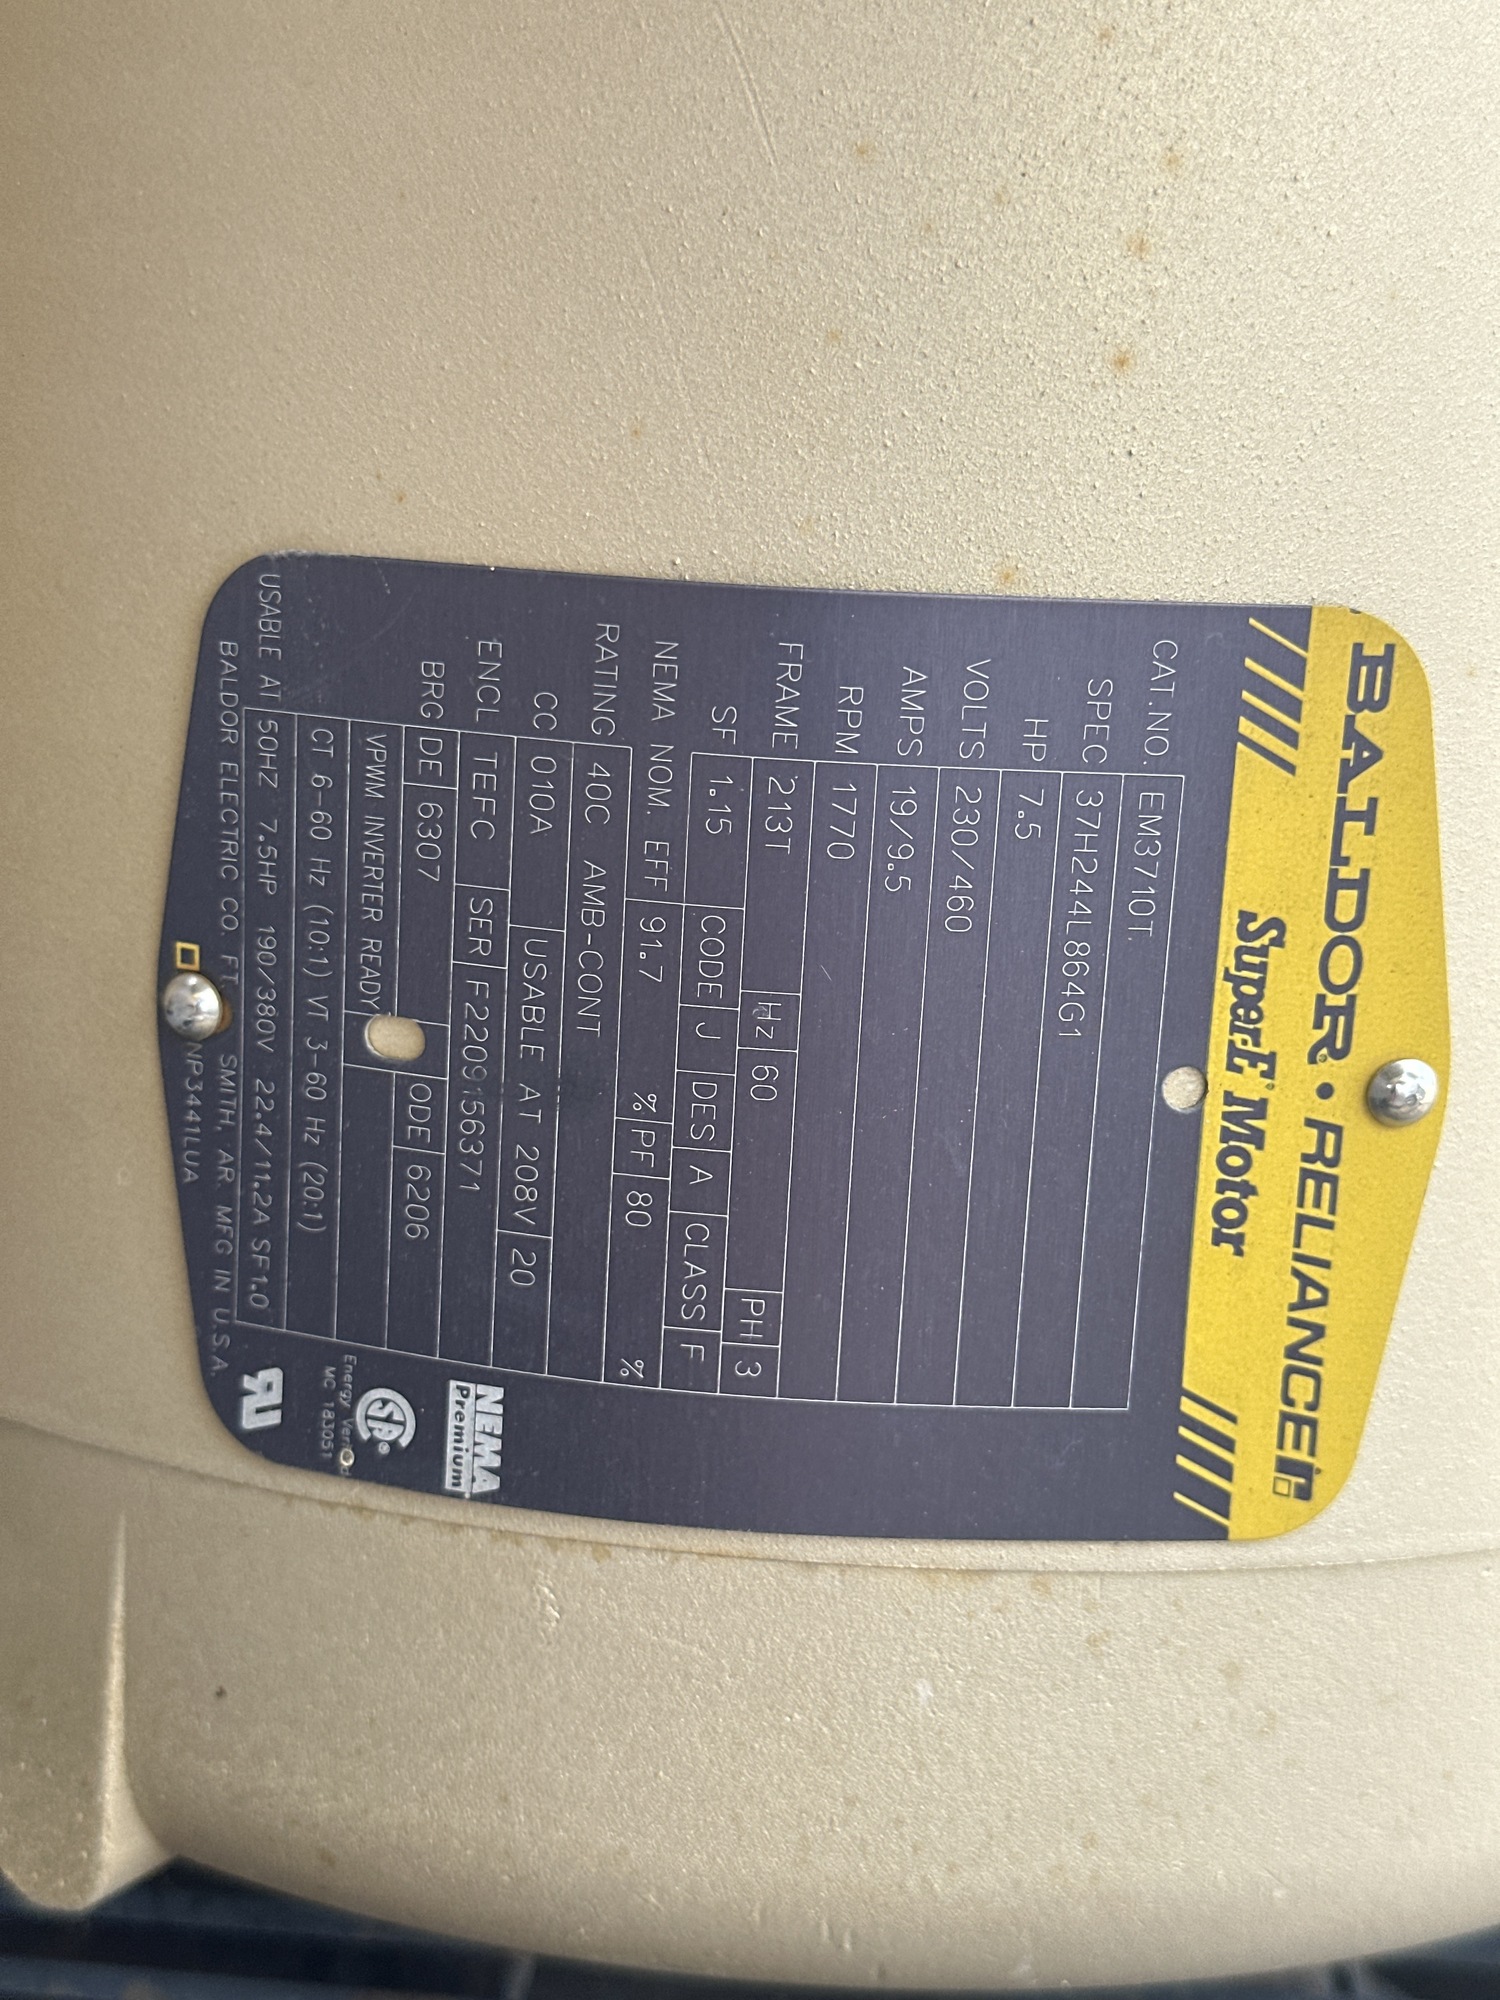 BALDOR • RELIANCER
SuperE Motor
CAT.NO. EM3710T
SPEC 37H244L864G1
HP 7.5
VOLTS 230/460
AMPS 19/9.5
RPM 1770
FRAME 213T Hz 60 PH 3
SF 1.15 CODE J DES A CLASS F
NEMA NOM. EFF 91.7 % PF 80 %
RATING 40C AMB-CONT
CC 010A USABLE AT 208V 20
ENCL TEFC SER F2209156371
BRG DE 6307 ODE 6206
VPWM INVERTER READY
CT 6-60 Hz (10:1) VT 3-60 Hz (20:1)
USABLE AT 50HZ 7.5HP 190/380V 22.4/11.2A SF1.0
BALDOR ELECTRIC CO. FT. SMITH, AR. MFG IN U.S.A.
NP3441LUA
NEMA
Premium
Energy
MC 183051